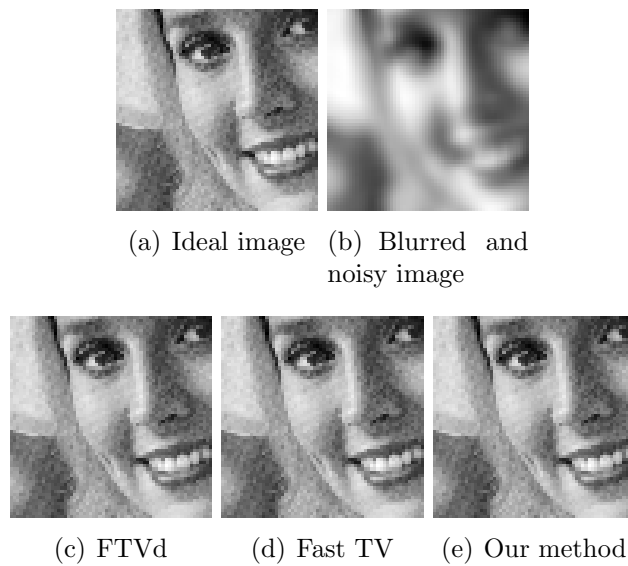 (a) Ideal image
(b) Blurred and
noisy image
(c) FTVd
(d) Fast TV
(e) Our method